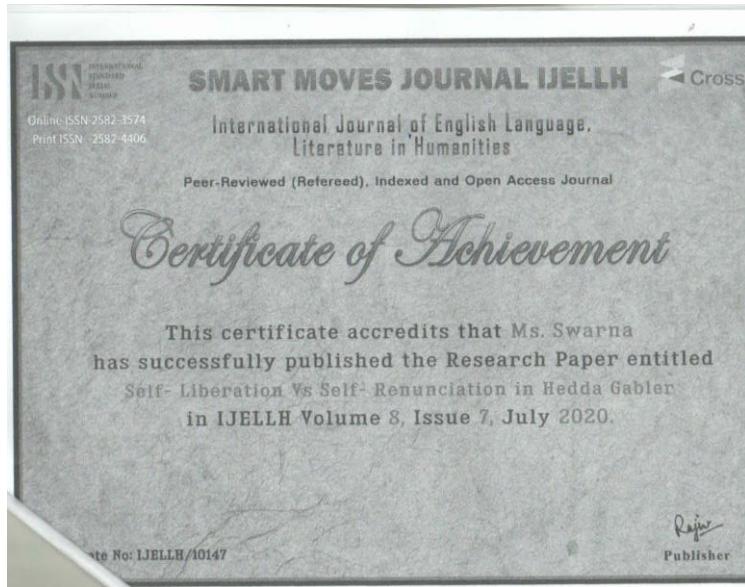 ISSN
INTERNATIONAL
STANDARD
SERIAL
NUMBER
SMART MOVES JOURNAL IJELLH
Cross
Online ISSN-2582-3574
Print ISSN -2582-4406
International Journal of English Language,
Literature in Humanities
Peer-Reviewed (Refereed), Indexed and Open Access Journal
Certificate of Achievement
This certificate accredits that Ms. Swarna
has successfully published the Research Paper entitled
Self- Liberation Vs Self- Renunciation in Hedda Gabler
in IJELLH Volume 8, Issue 7, July 2020.
Rajiv
ate No: IJELLH/10147
Publisher